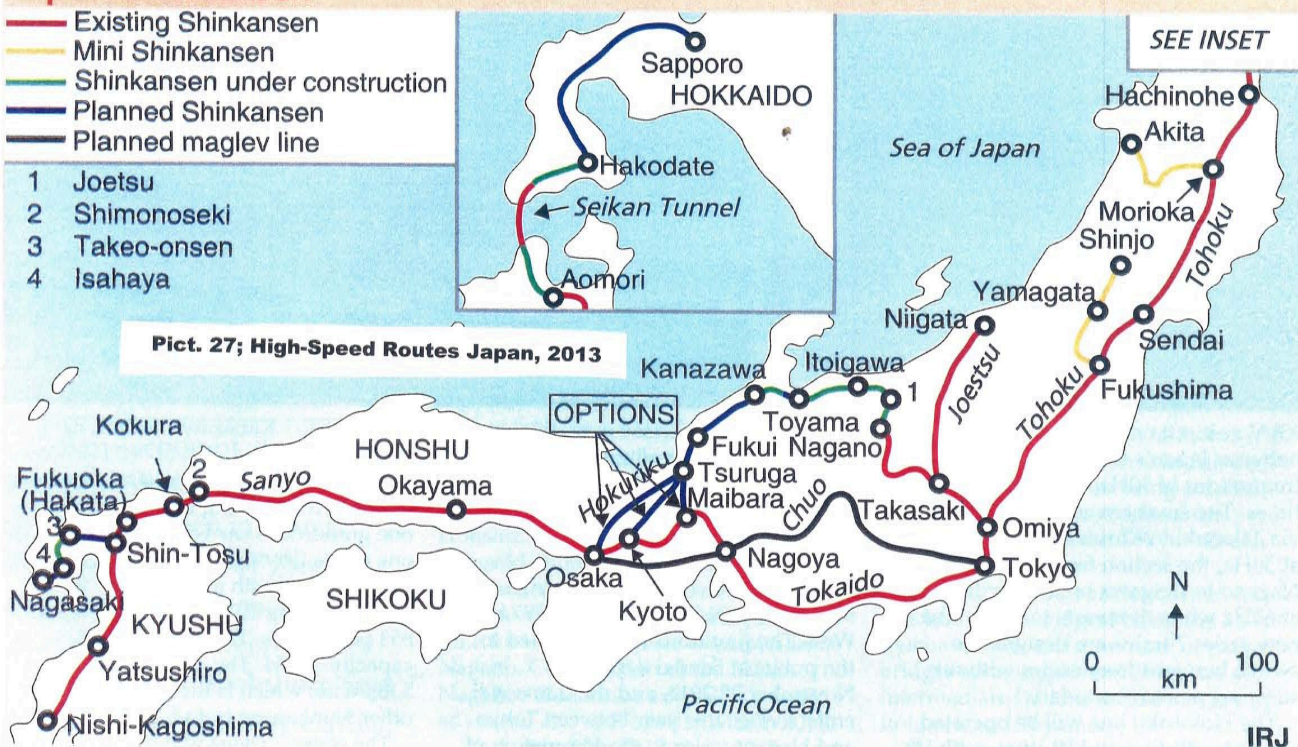 Existing Shinkansen
Mini Shinkansen
Shinkansen under construction
Planned Shinkansen
Planned maglev line
1 Joetsu
2 Shimonoseki
3 Takeo-onsen
4 Isahaya
Pict. 27; High-Speed Routes Japan, 2013
Sapporo
HOKKAIDO
Hakodate
Seikan Tunnel
Aomori
SEE INSET
Hachinohe
Akita
Sea of Japan
Morioka
Shinjo
Tohoku
Yamagata
Niigata
Sendai
Fukushima
Joestsu
Tohoku
Kanazawa
Itoigawa
1
OPTIONS
Toyama
Fukui
Nagano
Kokura
HONSHU
Tsuruga
Hokuriku
Maibara
Chuo
Takasaki
Omiya
Fukuoka
(Hakata)
2
Sanyo
Okayama
3
4
Shin-Tosu
Osaka
Nagoya
Tokyo
Nagasaki
SHIKOKU
Kyoto
Tokaido
KYUSHU
Yatsushiro
Nishi-Kagoshima
PacificOcean
N
0 100
km
IRJ